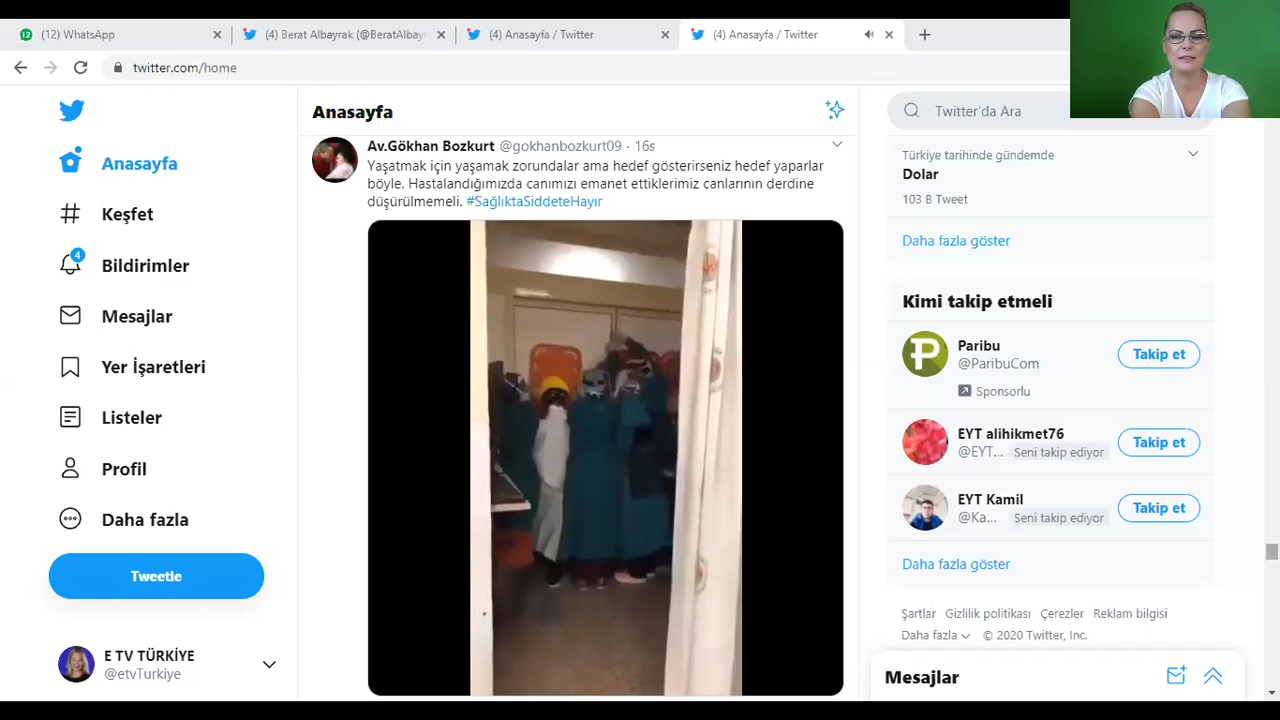 (12) WhatsApp
(4) Berat Albayrak (@BeratAlbay
(4) Anasayfa / Twitter
(4) Anasayfa / Twitter
twitter.com/home
Anasayfa
Keşfet
4
Bildirimler
Mesajlar
Yer İşaretleri
Listeler
Profil
Daha fazla
Tweetle
E TV TÜRKİYE
@etvTurkiye
Anasayfa
Av.Gökhan Bozkurt @gokhanbozkurt09 · 16s
Yaşatmak için yaşamak zorundalar ama hedef gösterirseniz hedef yaparlar
böyle. Hastalandığımızda canımızı emanet ettiklerimiz canlarının derdine
düşürülmemeli. #SağlıktaSiddeteHayır
Twitter'da Ara
Türkiye tarihinde gündemde
Dolar
103 B Tweet
Daha fazla göster
Kimi takip etmeli
Paribu
@ParibuCom
Takip et
Sponsorlu
EYT alihikmet76
@EYT... Seni takip ediyor
Takip et
EYT Kamil
@Ka... Seni takip ediyor
Takip et
Daha fazla göster
Şartlar Gizlilik politikası Çerezler Reklam bilgisi
Daha fazla © 2020 Twitter, Inc.
Mesajlar